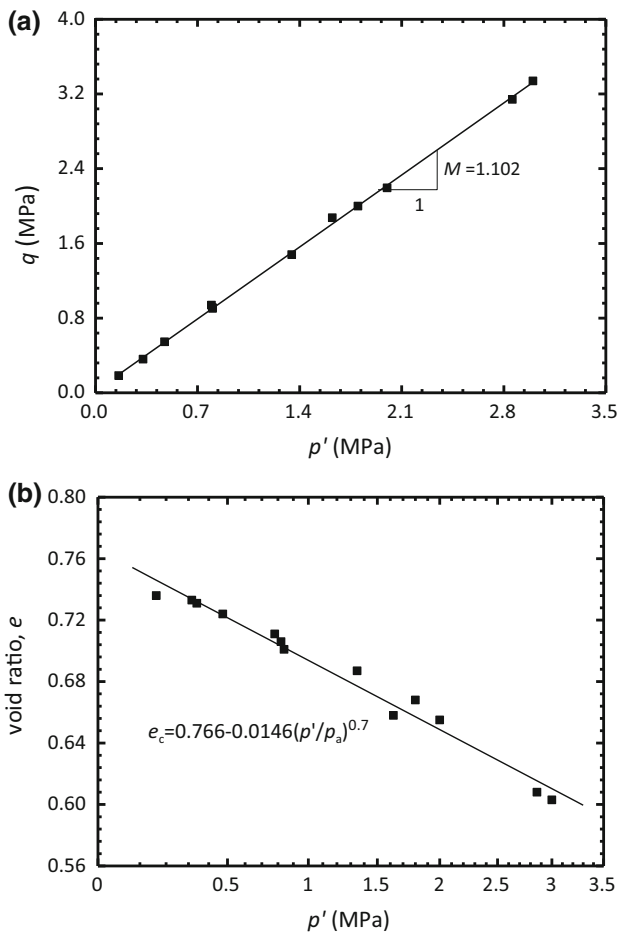 (a)
4.0
3.2
2.4
1.6
0.8
0.0
q (MPa)
M =1.102
1
0.0 0.7 1.4 2.1 2.8 3.5
p' (MPa)
(b)
0.80
0.76
0.72
0.68
0.64
0.60
0.56
void ratio, e
e_c=0.766-0.0146(p'/p_a)^0.7
0 0.5 1 1.5 2 2.5 3 3.5
p' (MPa)